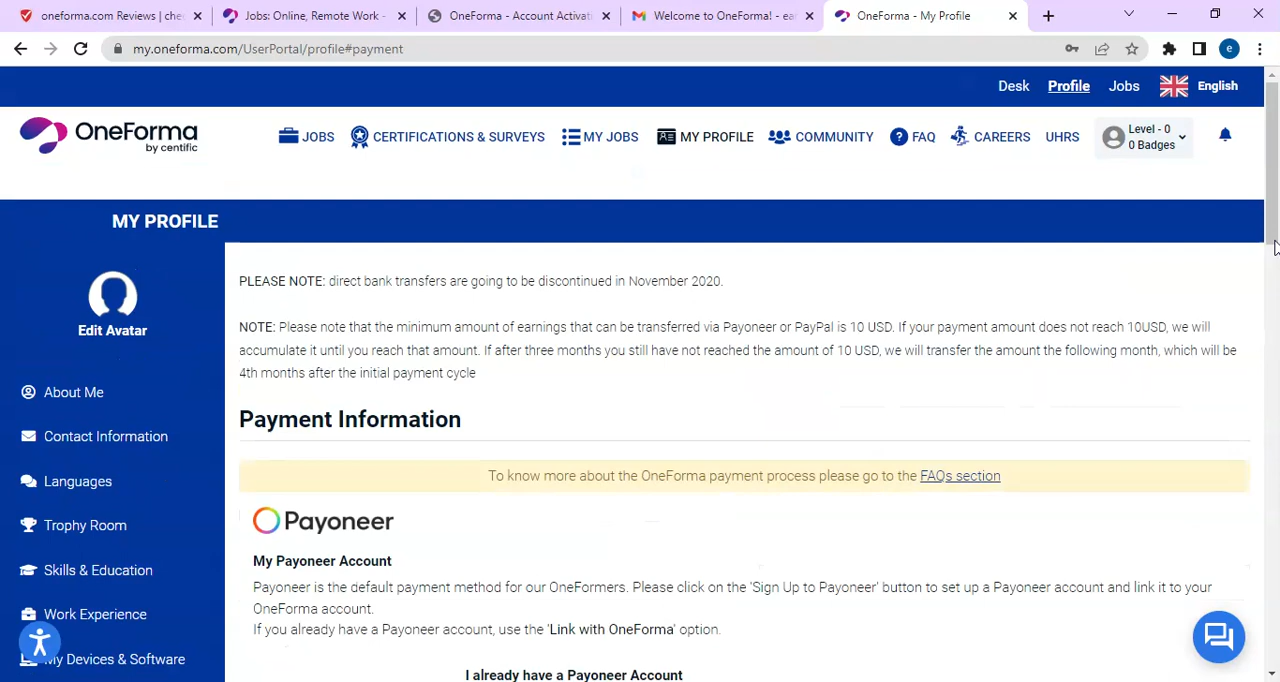 oneforma.com Reviews | che
Jobs: Online, Remote Work -
OneForma - Account Activati
Welcome to OneForma! - ea
OneForma - My Profile
my.oneforma.com/UserPortal/profile#payment
e
Desk Profile Jobs English
OneForma
by centific
JOBS CERTIFICATIONS & SURVEYS MY JOBS MY PROFILE COMMUNITY FAQ CAREERS UHRS
Level - 0
0 Badges
MY PROFILE
Edit Avatar
About Me
Contact Information
Languages
Trophy Room
Skills & Education
Work Experience
My Devices & Software
PLEASE NOTE: direct bank transfers are going to be discontinued in November 2020.
NOTE: Please note that the minimum amount of earnings that can be transferred via Payoneer or PayPal is 10 USD. If your payment amount does not reach 10USD, we will
accumulate it until you reach that amount. If after three months you still have not reached the amount of 10 USD, we will transfer the amount the following month, which will be
4th months after the initial payment cycle
Payment Information
To know more about the OneForma payment process please go to the FAQs section
Payoneer
My Payoneer Account
Payoneer is the default payment method for our OneFormers. Please click on the 'Sign Up to Payoneer' button to set up a Payoneer account and link it to your
OneForma account.
If you already have a Payoneer account, use the 'Link with OneForma' option.
I already have a Payoneer Account